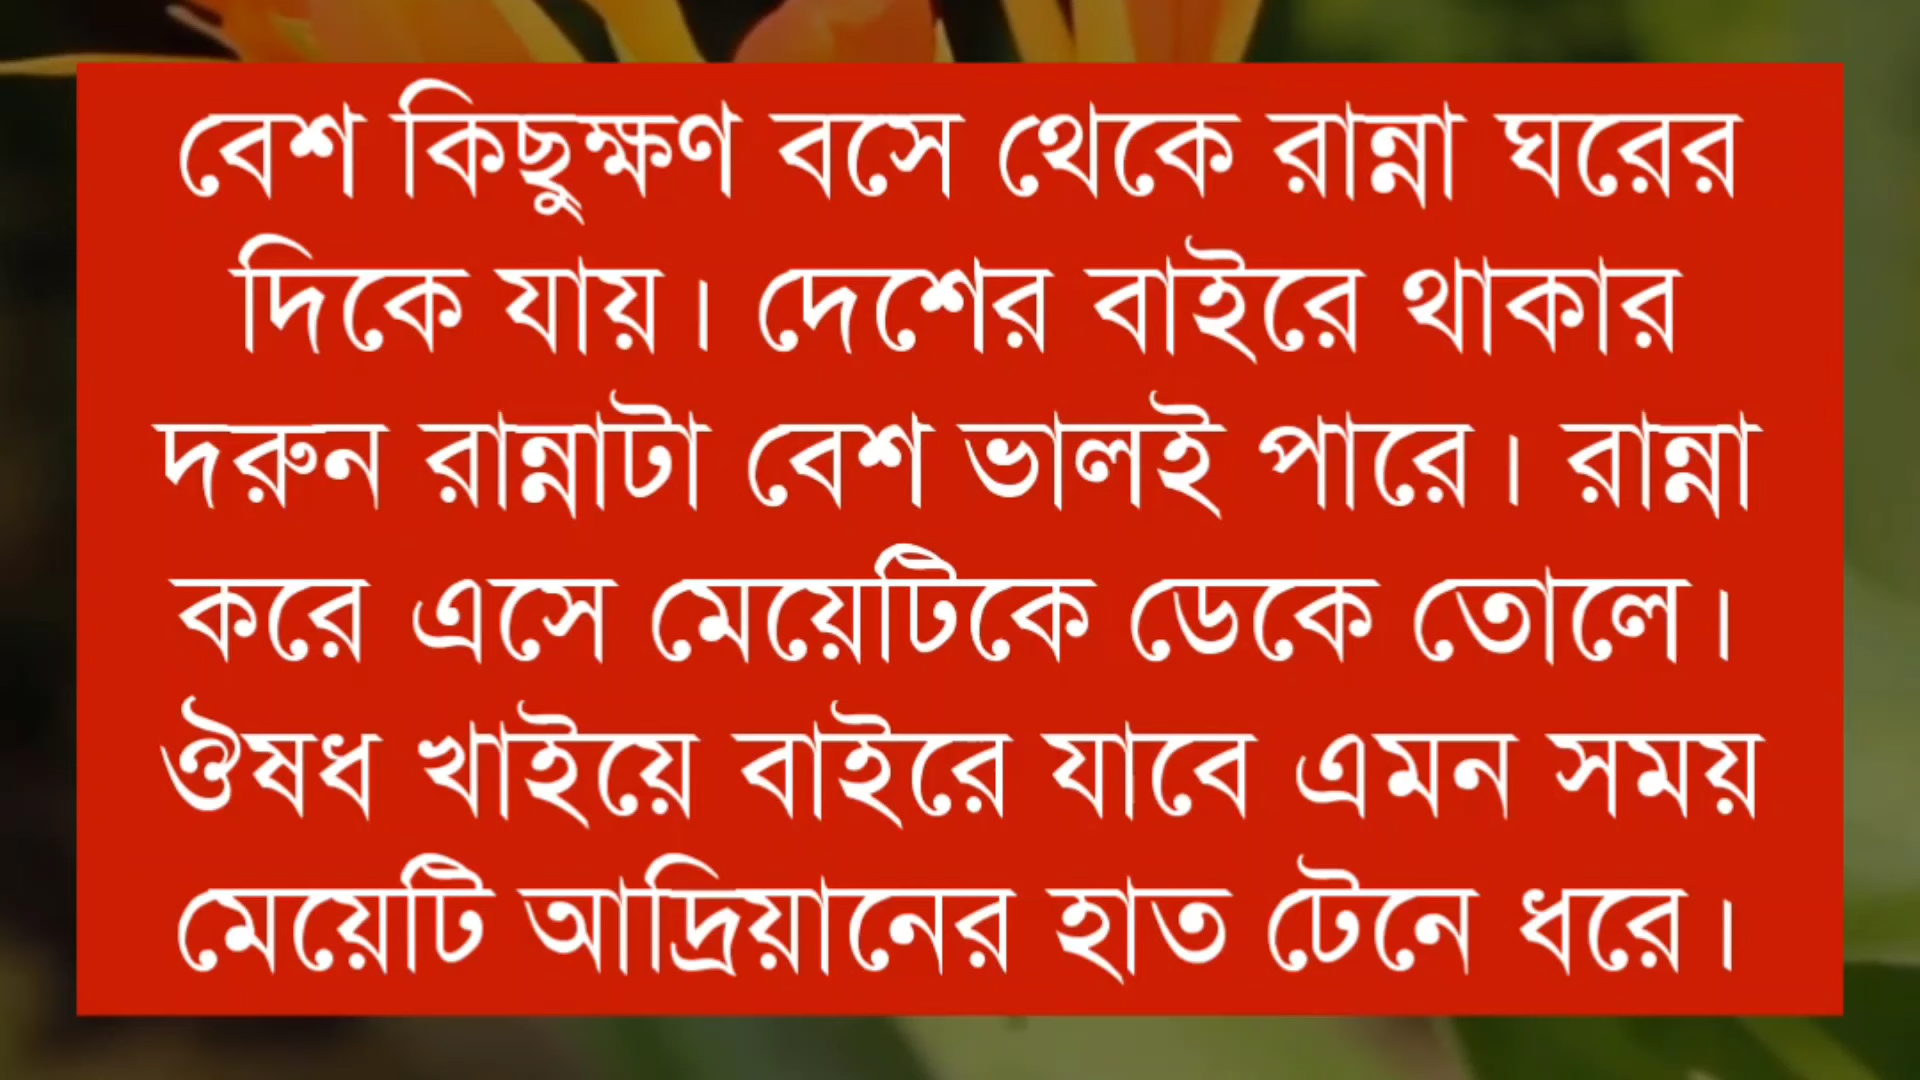 বেশ কিছুক্ষণ বসে থেকে রান্না ঘরের
দিকে যায়। দেশের বাইরে থাকার
দরুন রান্নাটা বেশ ভালই পারে। রান্না
করে এসে মেয়েটিকে ডেকে তোলে।
ঔষধ খাইয়ে বাইরে যাবে এমন সময়
মেয়েটি আদ্রিয়ানের হাত টেনে ধরে।